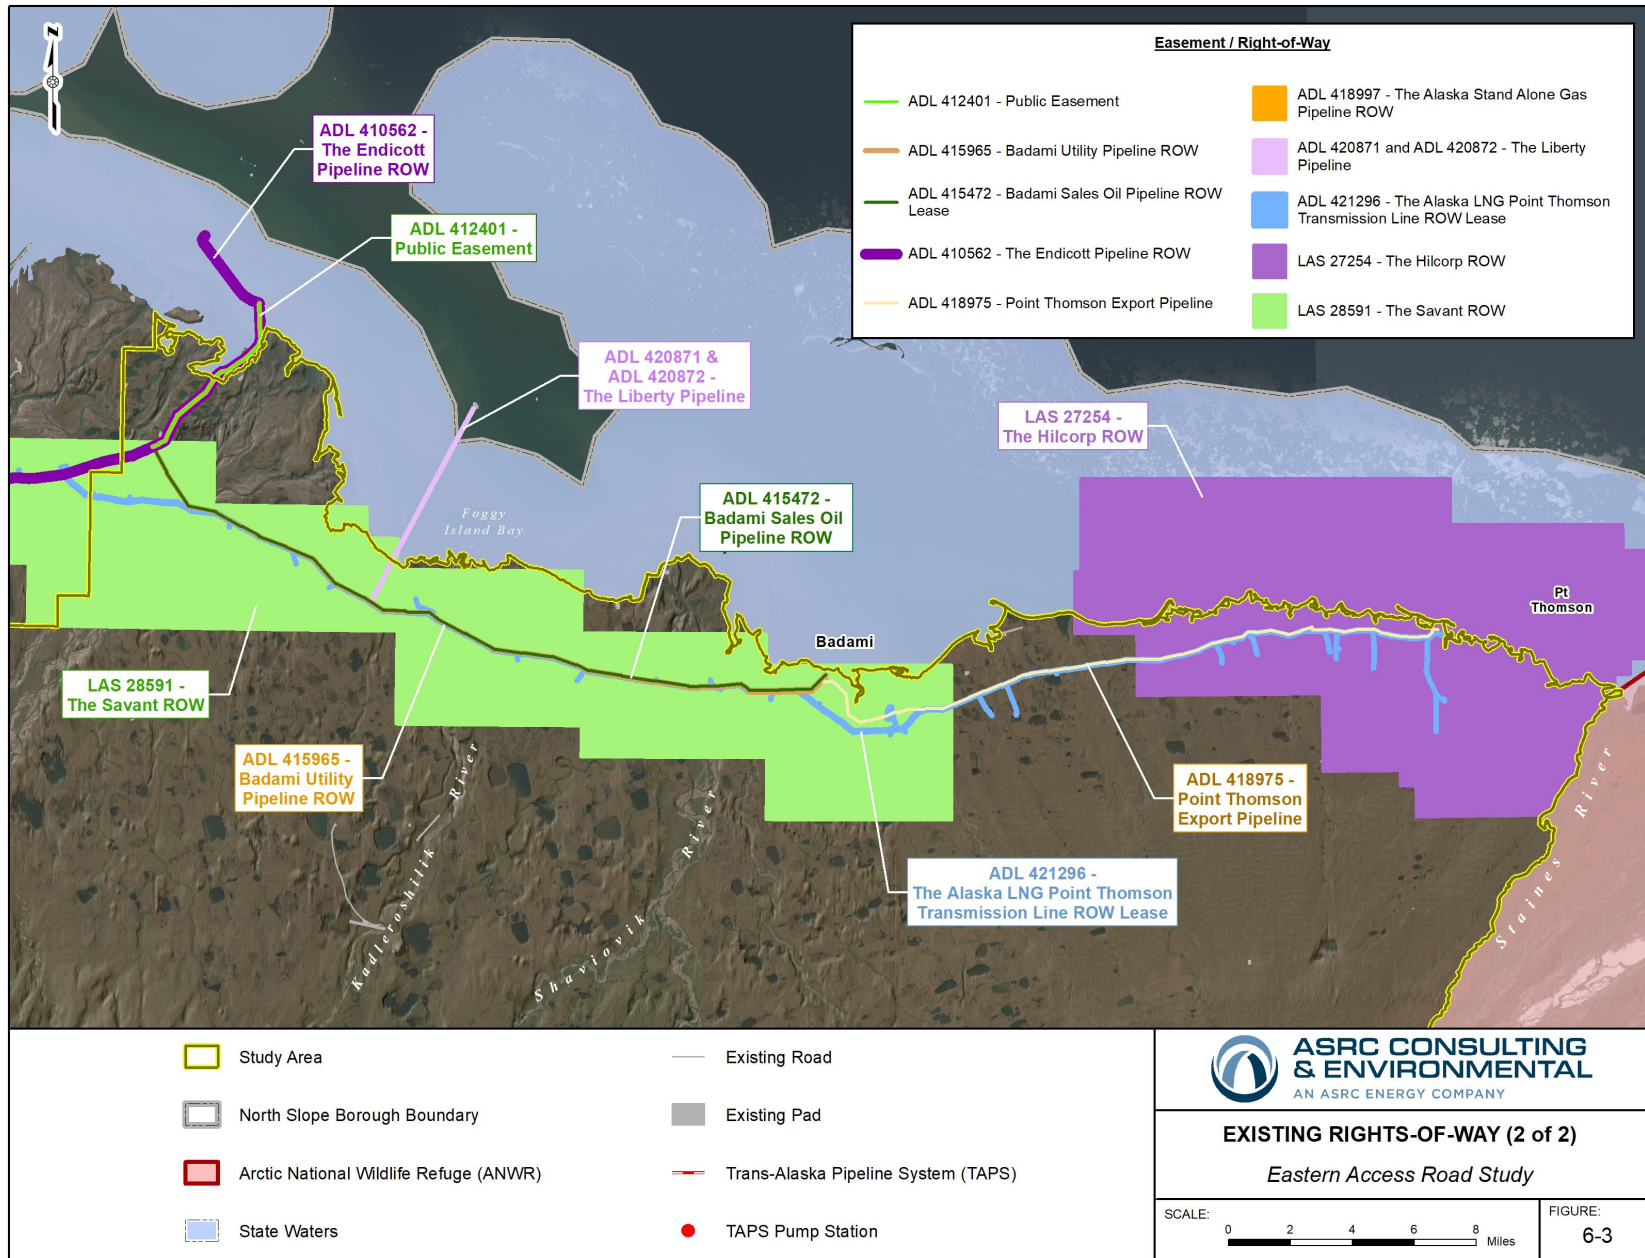 N
Easement / Right-of-Way
ADL 412401 - Public Easement
ADL 415965 - Badami Utility Pipeline ROW
ADL 415472 - Badami Sales Oil Pipeline ROW
Lease
ADL 410562 - The Endicott Pipeline ROW
ADL 418975 - Point Thomson Export Pipeline
ADL 418997 - The Alaska Stand Alone Gas
Pipeline ROW
ADL 420871 and ADL 420872 - The Liberty
Pipeline
ADL 421296 - The Alaska LNG Point Thomson
Transmission Line ROW Lease
LAS 27254 - The Hilcorp ROW
LAS 28591 - The Savant ROW
ADL 410562 -
The Endicott
Pipeline ROW
ADL 412401 -
Public Easement
ADL 420871 &
ADL 420872 -
The Liberty Pipeline
LAS 27254 -
The Hilcorp ROW
Foggy
Island Bay
ADL 415472 -
Badami Sales Oil
Pipeline ROW
Pt
Thomson
Badami
LAS 28591 -
The Savant ROW
ADL 415965 -
Badami Utility
Pipeline ROW
ADL 418975 -
Point Thomson
Export Pipeline
ADL 421296 -
The Alaska LNG Point Thomson
Transmission Line ROW Lease
Kadleroshilik River
Shaviovik River
Staines River
Study Area
North Slope Borough Boundary
Arctic National Wildlife Refuge (ANWR)
State Waters
Existing Road
Existing Pad
Trans-Alaska Pipeline System (TAPS)
TAPS Pump Station
ASRC CONSULTING
& ENVIRONMENTAL
AN ASRC ENERGY COMPANY
EXISTING RIGHTS-OF-WAY (2 of 2)
Eastern Access Road Study
SCALE:
0 2 4 6 8
Miles
FIGURE:
6-3